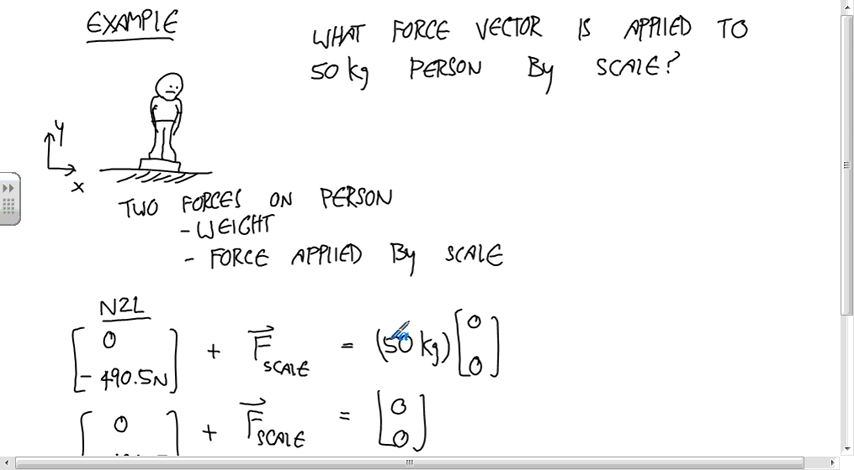 EXAMPLE
WHAT FORCE VECTOR IS APPLIED TO
50 kg PERSON BY SCALE?
y
x
TWO FORCES ON PERSON
- WEIGHT
- FORCE APPLIED BY SCALE
N2L
[0 -490.5N] + F SCALE = (50 kg) [0 0]
[0 ] + F SCALE = [0 0]